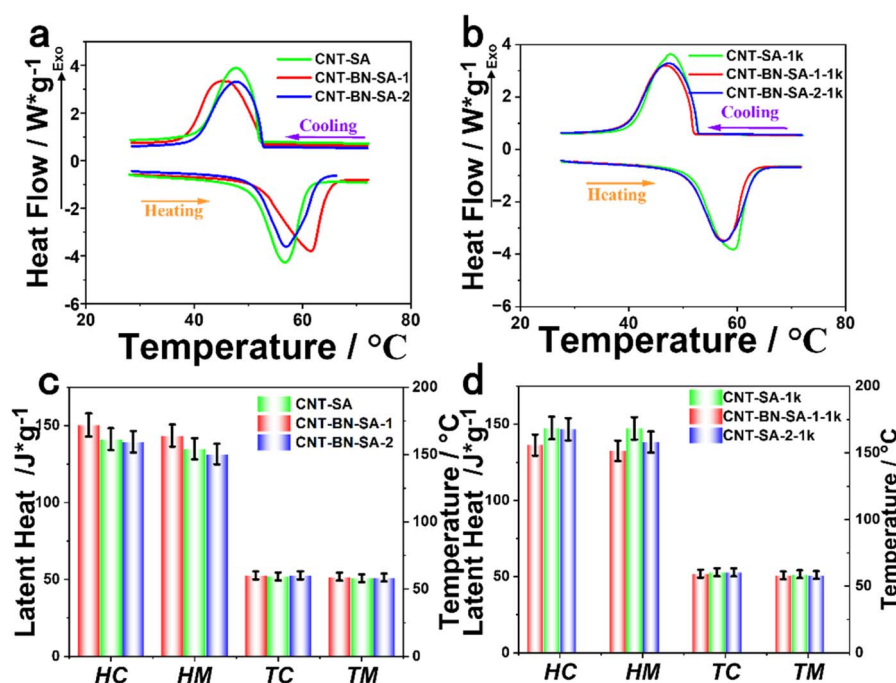 a
CNT-SA
CNT-BN-SA-1
CNT-BN-SA-2
Cooling
Heating
Exo
Heat Flow / W*g-1
4
2
0
-2
-4
-6
20
40
60
80
Temperature / °C
b
CNT-SA-1k
CNT-BN-SA-1-1k
CNT-BN-SA-2-1k
Cooling
Heating
Exo
Heat Flow / W*g-1
4
2
0
−2
−4
−6
20
40
60
80
Temperature / °C
c
CNT-SA
CNT-BN-SA-1
CNT-BN-SA-2
Latent Heat /J*g-1
150
100
50
0
200
150
100
50
0
Temperature /°C
HC
HM
TC
TM
d
CNT-SA-1k
CNT-BN-SA-1-1k
CNT-SA-2-1k
Latent Heat /J*g-1
150
100
50
0
200
150
100
50
0
Temperature /°C
HC
HM
TC
TM